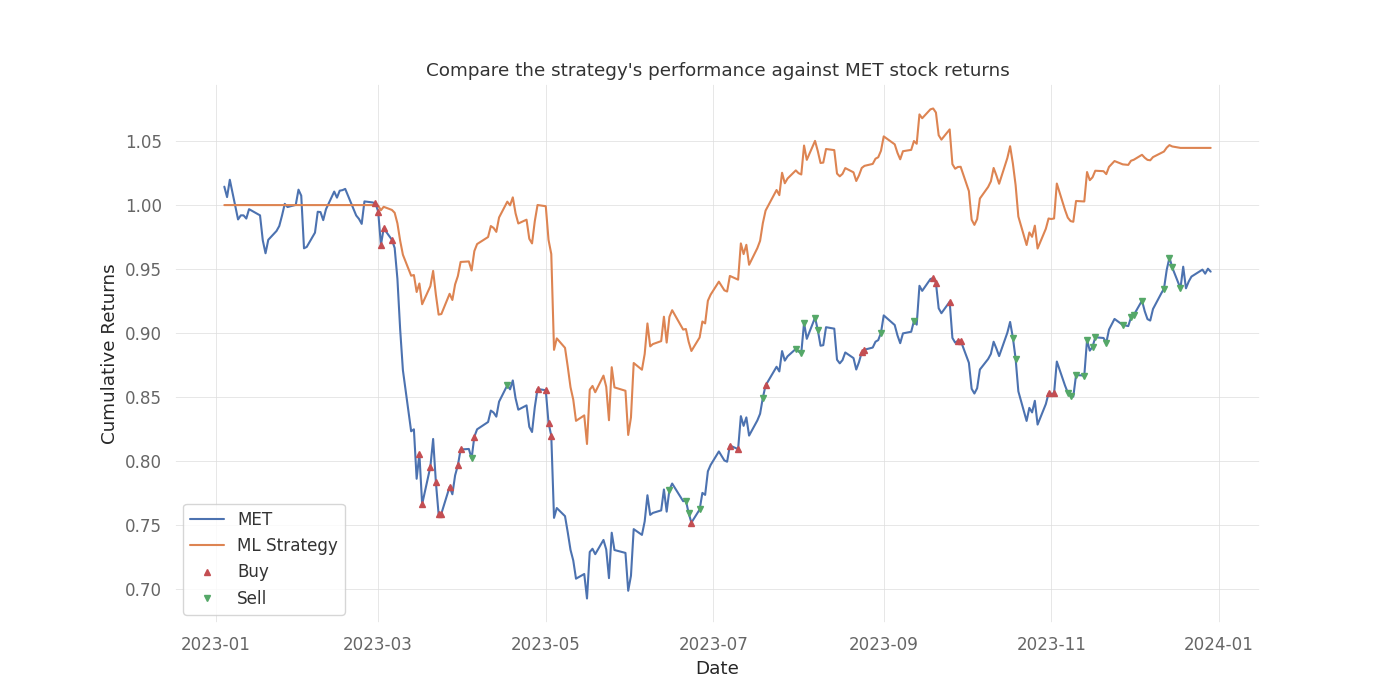 Compare the strategy's performance against MET stock returns
Cumulative Returns
1.05
1.00
0.95
0.90
0.85
0.80
0.75
0.70
MET
ML Strategy
Buy
Sell
2023-01 2023-03 2023-05 2023-07 2023-09 2023-11 2024-01
Date